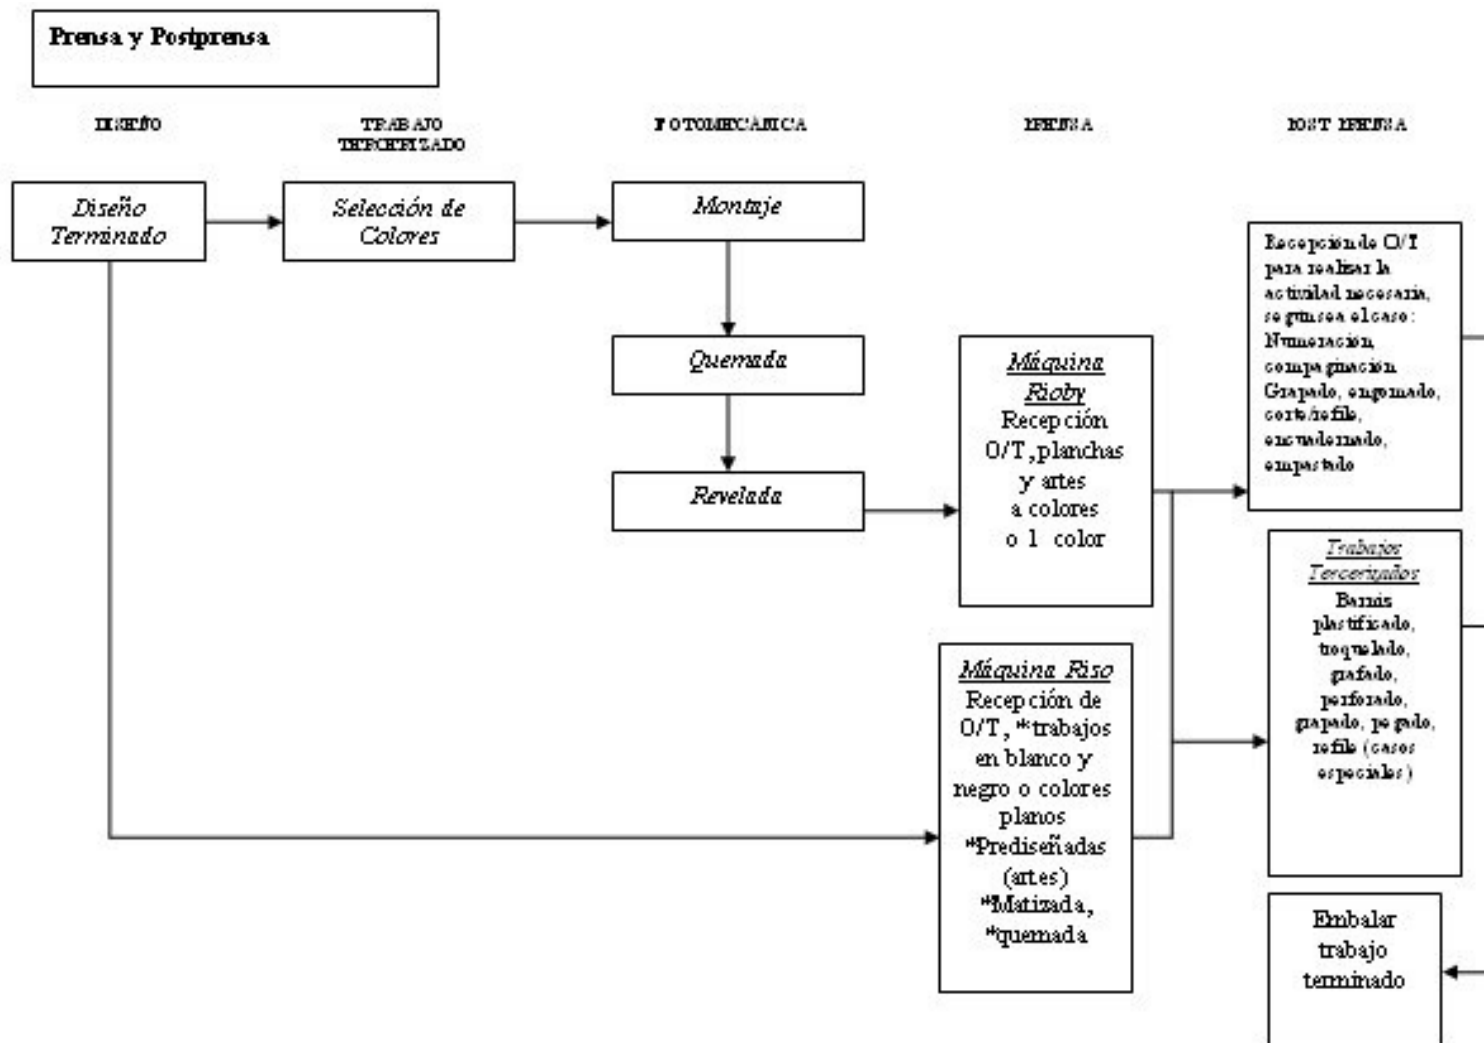 Prensa y Postprensa
DISEÑO
TRABAJO
TERCERIZADO
FOTOMECÁNICA
PRENSA
POST PRENSA
Diseño
Terminado
Selección de
Colores
Montaje
Quemada
Revelada
Máquina
Rioby
Recepción
O/T, planchas
y artes
a colores
o 1 color
Máquina Riso
Recepción de
O/T, *trabajos
en blanco y
negro o colores
planos
*Prediseñadas
(artes)
*Matizada,
*quemada
Recepción de O/T
para realizar la
actividad necesaria,
según sea el caso:
Numeración,
compaginación
Grapado, engomado,
corte/refile,
encuadernado,
empastado
Trabajos
Tercerizados
Barnis
plastificado,
troquelado,
grafado,
perforado,
grapado, pegado,
refile (casos
especiales)
Embalar
trabajo
terminado